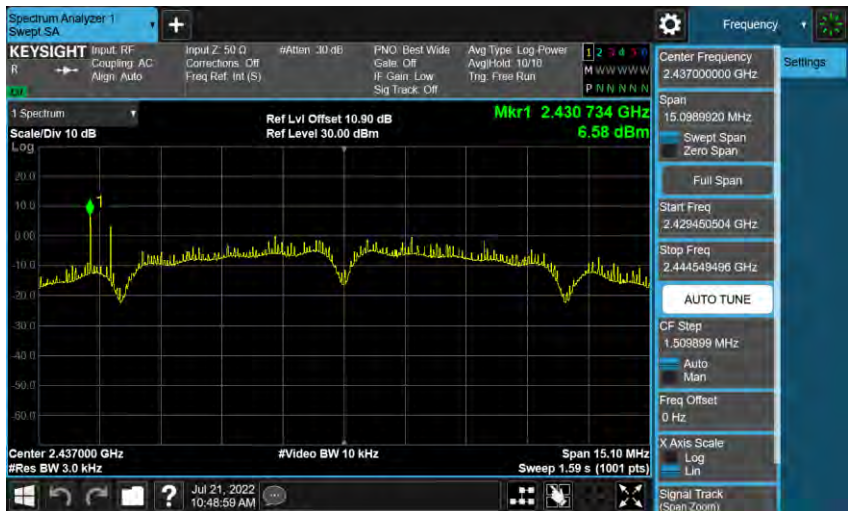 Spectrum Analyzer 1
Swept SA
+
Frequency
KEYSIGHT
R
Input: RF
Coupling: AC
Align: Auto
Input Z: 50 Ω
Corrections: Off
Freq Ref: Int (S)
#Atten: 30 dB
PNO: Best Wide
Gate: Off
IF Gain: Low
Sig Track: Off
Avg Type: Log-Power
Avg|Hold: 10/10
Trig: Free Run
1 2 3 4 5 6
M W W W W W
P N N N N N
1 Spectrum
Scale/Div 10 dB
Log
Ref Lvl Offset 10.90 dB
Ref Level 30.00 dBm
Mkr1 2.430 734 GHz
6.58 dBm
20.0
10.0
0.00
-10.0
-20.0
-30.0
-40.0
-50.0
-60.0
1
Center 2.437000 GHz
#Res BW 3.0 kHz
#Video BW 10 kHz
Span 15.10 MHz
Sweep 1.59 s (1001 pts)
?
Jul 21, 2022
10:48:59 AM
Center Frequency
2.437000000 GHz
Settings
Span
15.0989920 MHz
Swept Span
Zero Span
Full Span
Start Freq
2.429450504 GHz
Stop Freq
2.444549496 GHz
AUTO TUNE
CF Step
1.509899 MHz
Auto
Man
Freq Offset
0 Hz
X Axis Scale
Log
Lin
Signal Track
(Span Zoom)